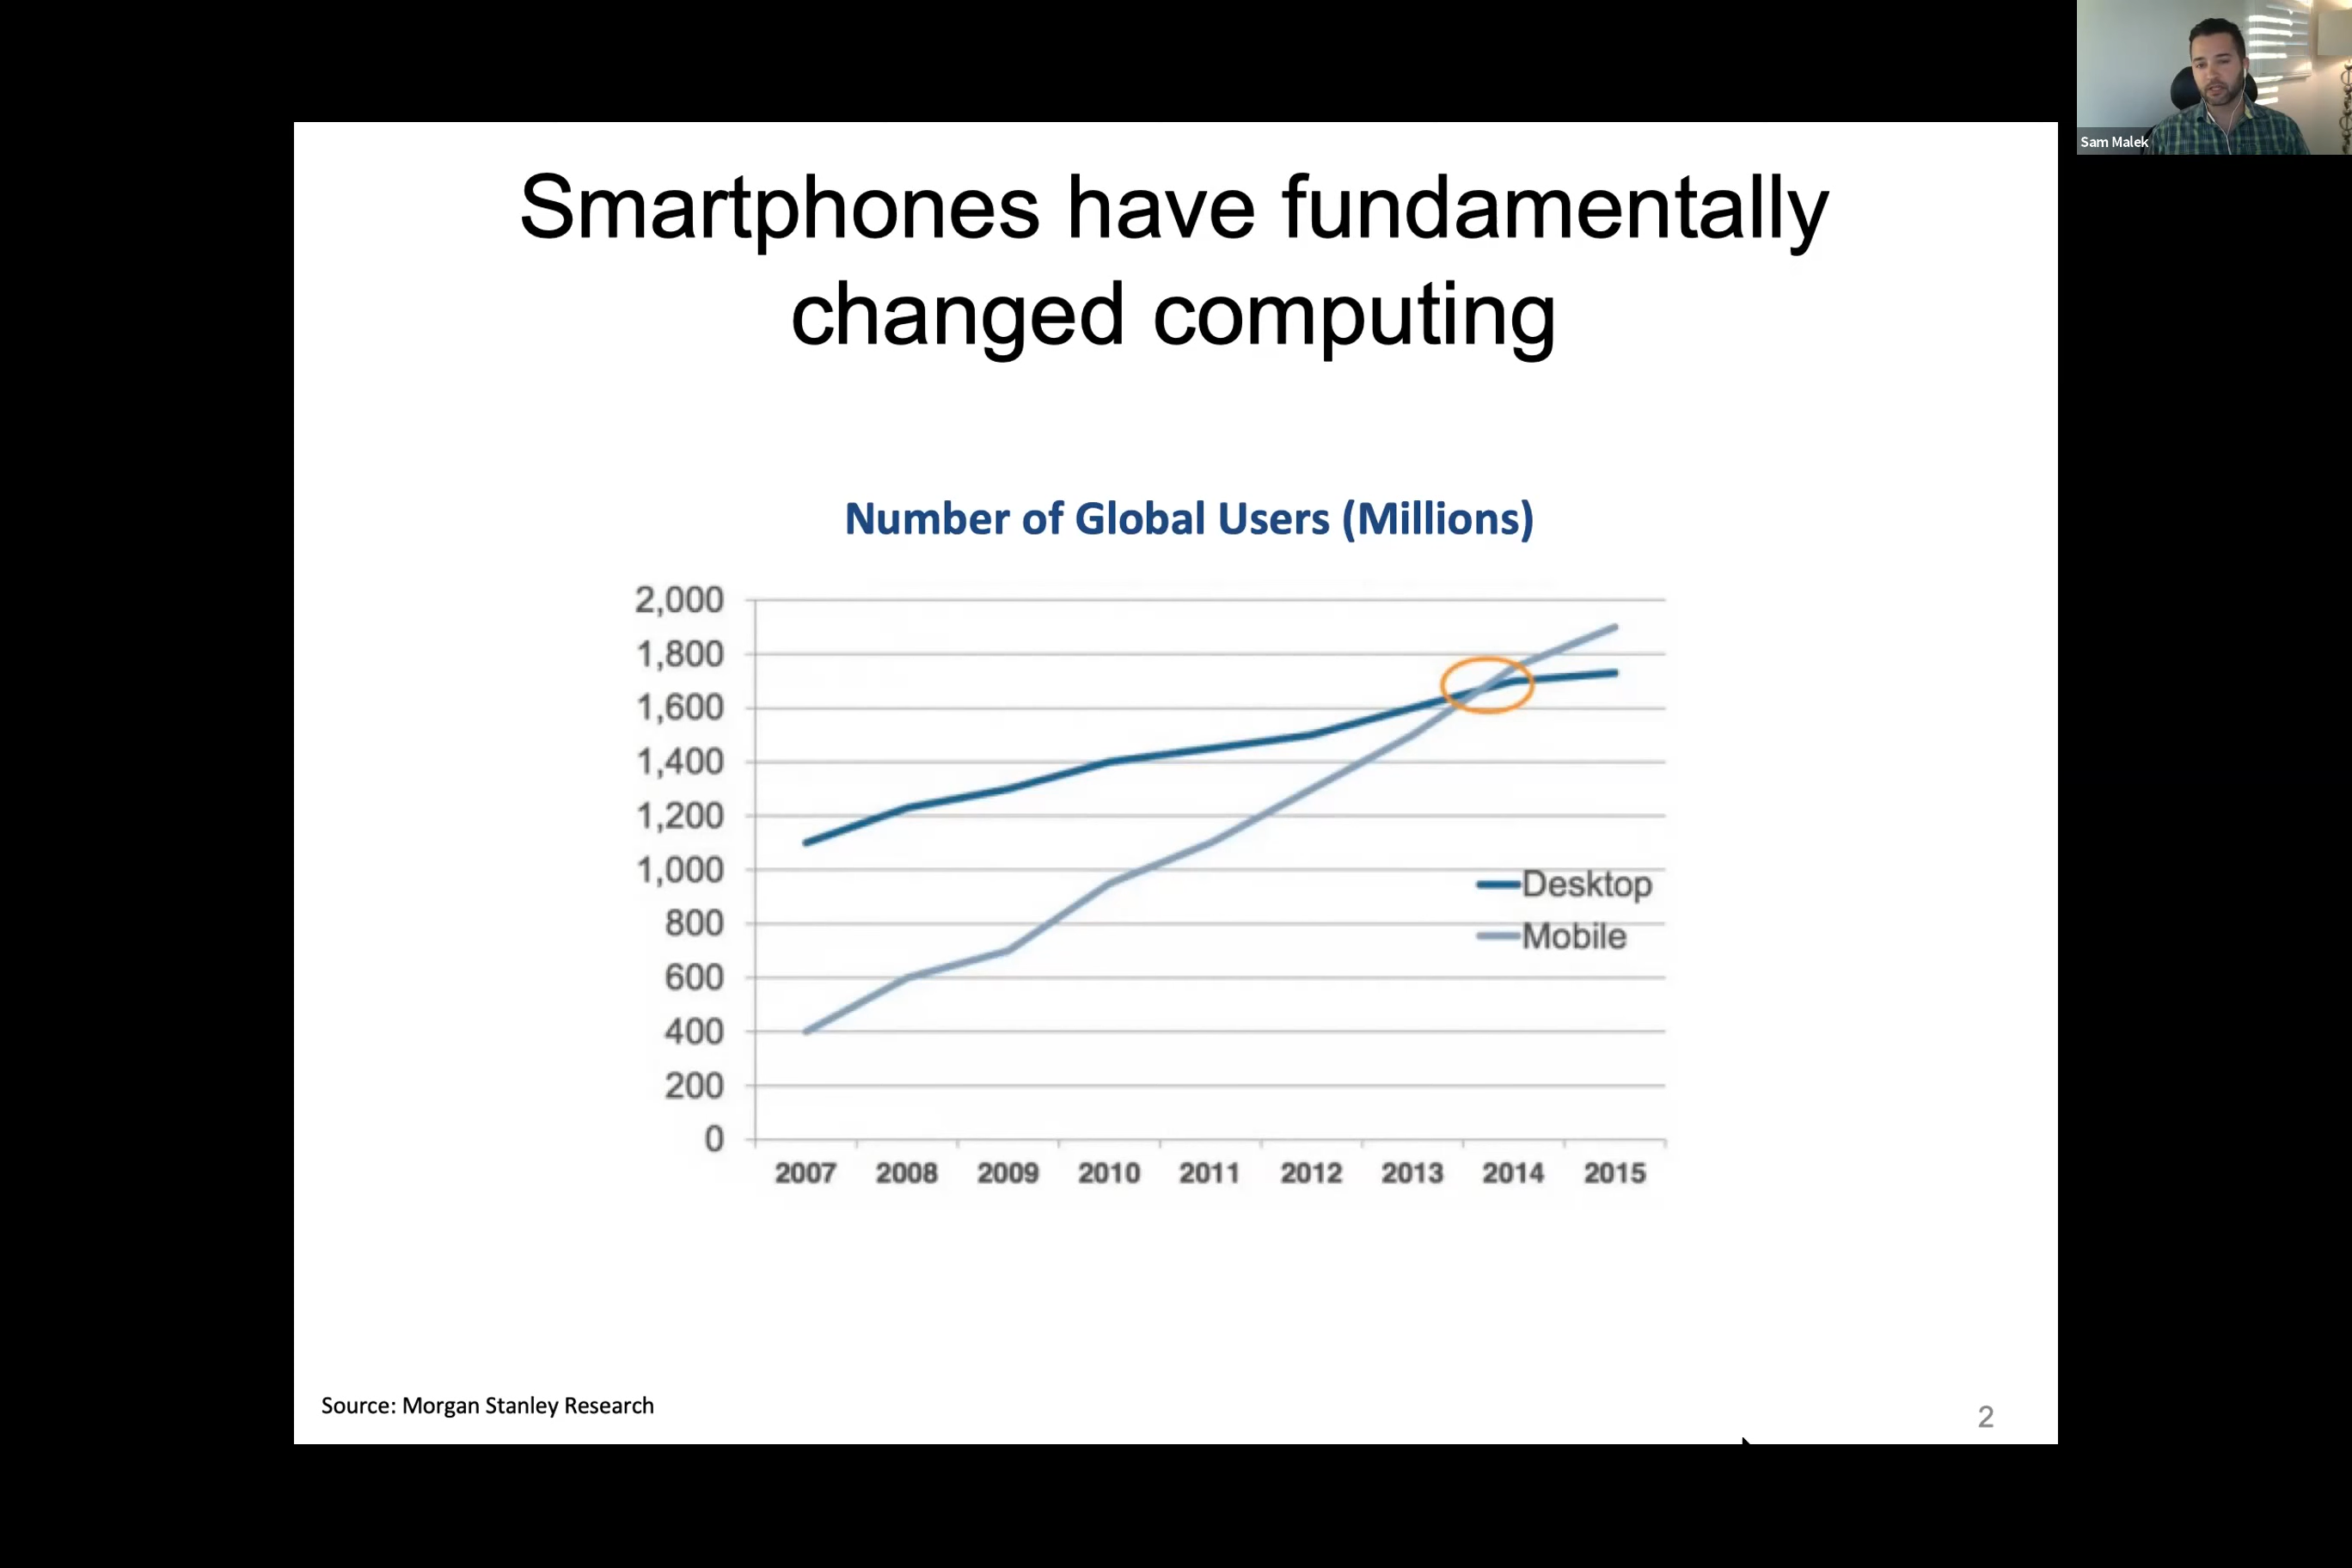 Sam Malek
Smartphones have fundamentally
changed computing
Number of Global Users (Millions)
2,000
1,800
1,600
1,400
1,200
1,000
800
600
400
200
0
Desktop
Mobile
2007 2008 2009 2010 2011 2012 2013 2014 2015
Source: Morgan Stanley Research
2